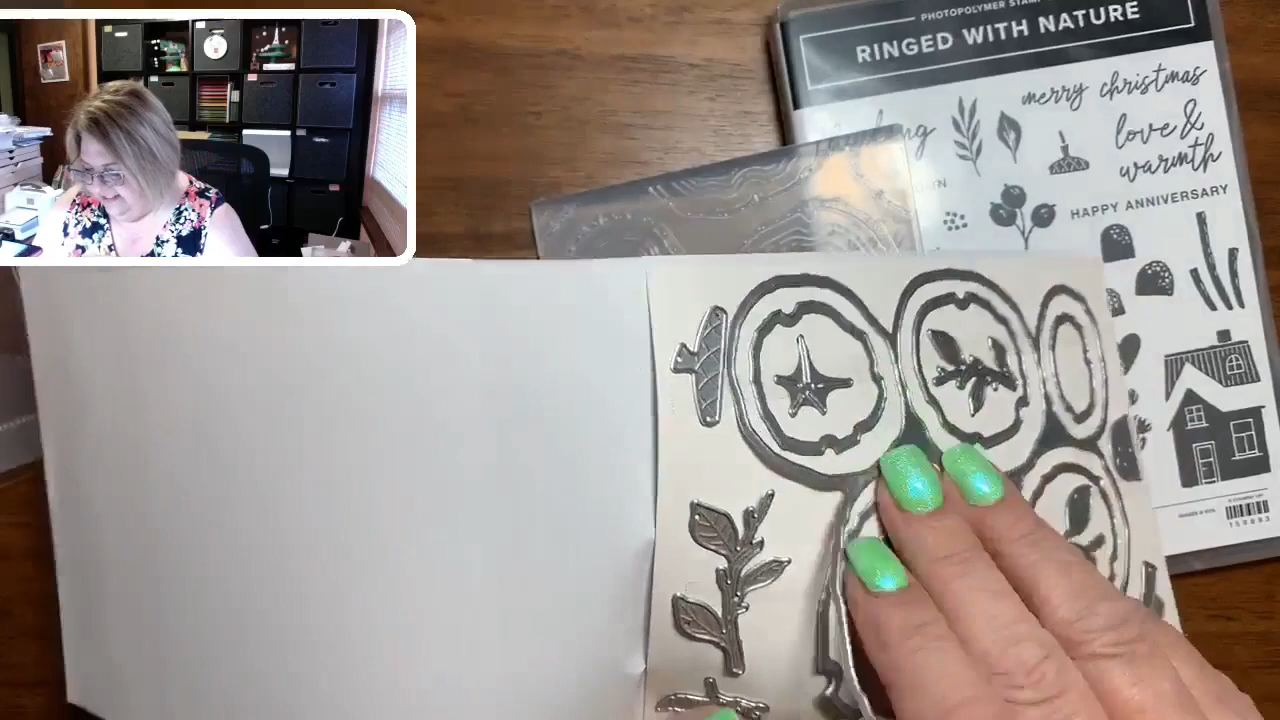 PHOTOPOLYMER STAMP
RINGED WITH NATURE
merry christmas
love &
warmth
HAPPY ANNIVERSARY